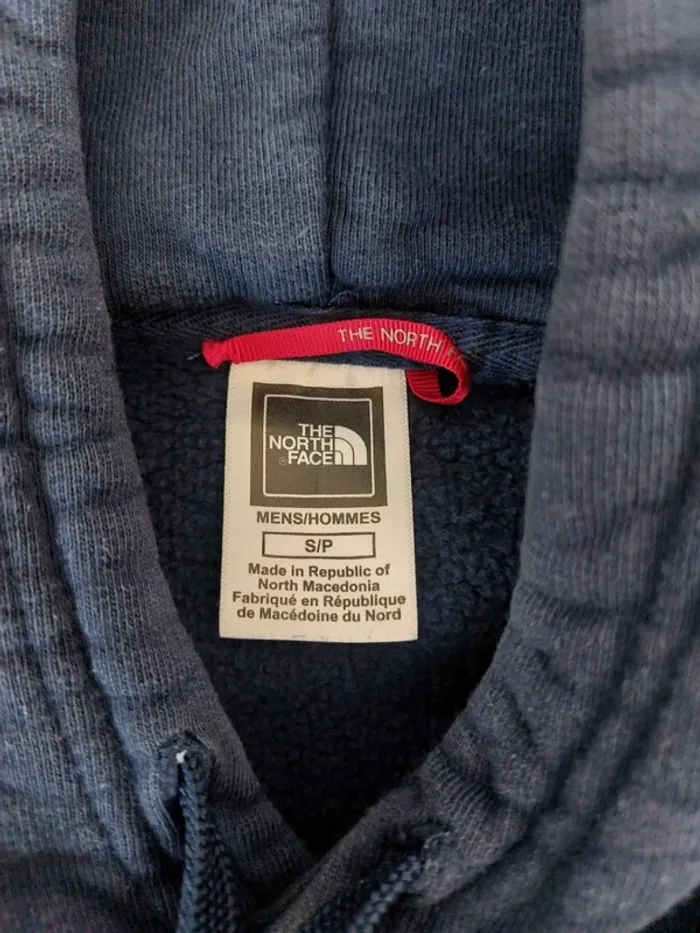 THE NORTH
THE
NORTH
FACE
MENS/HOMMES
S/P
Made in Republic of
North Macedonia
Fabriqué en République
de Macédoine du Nord